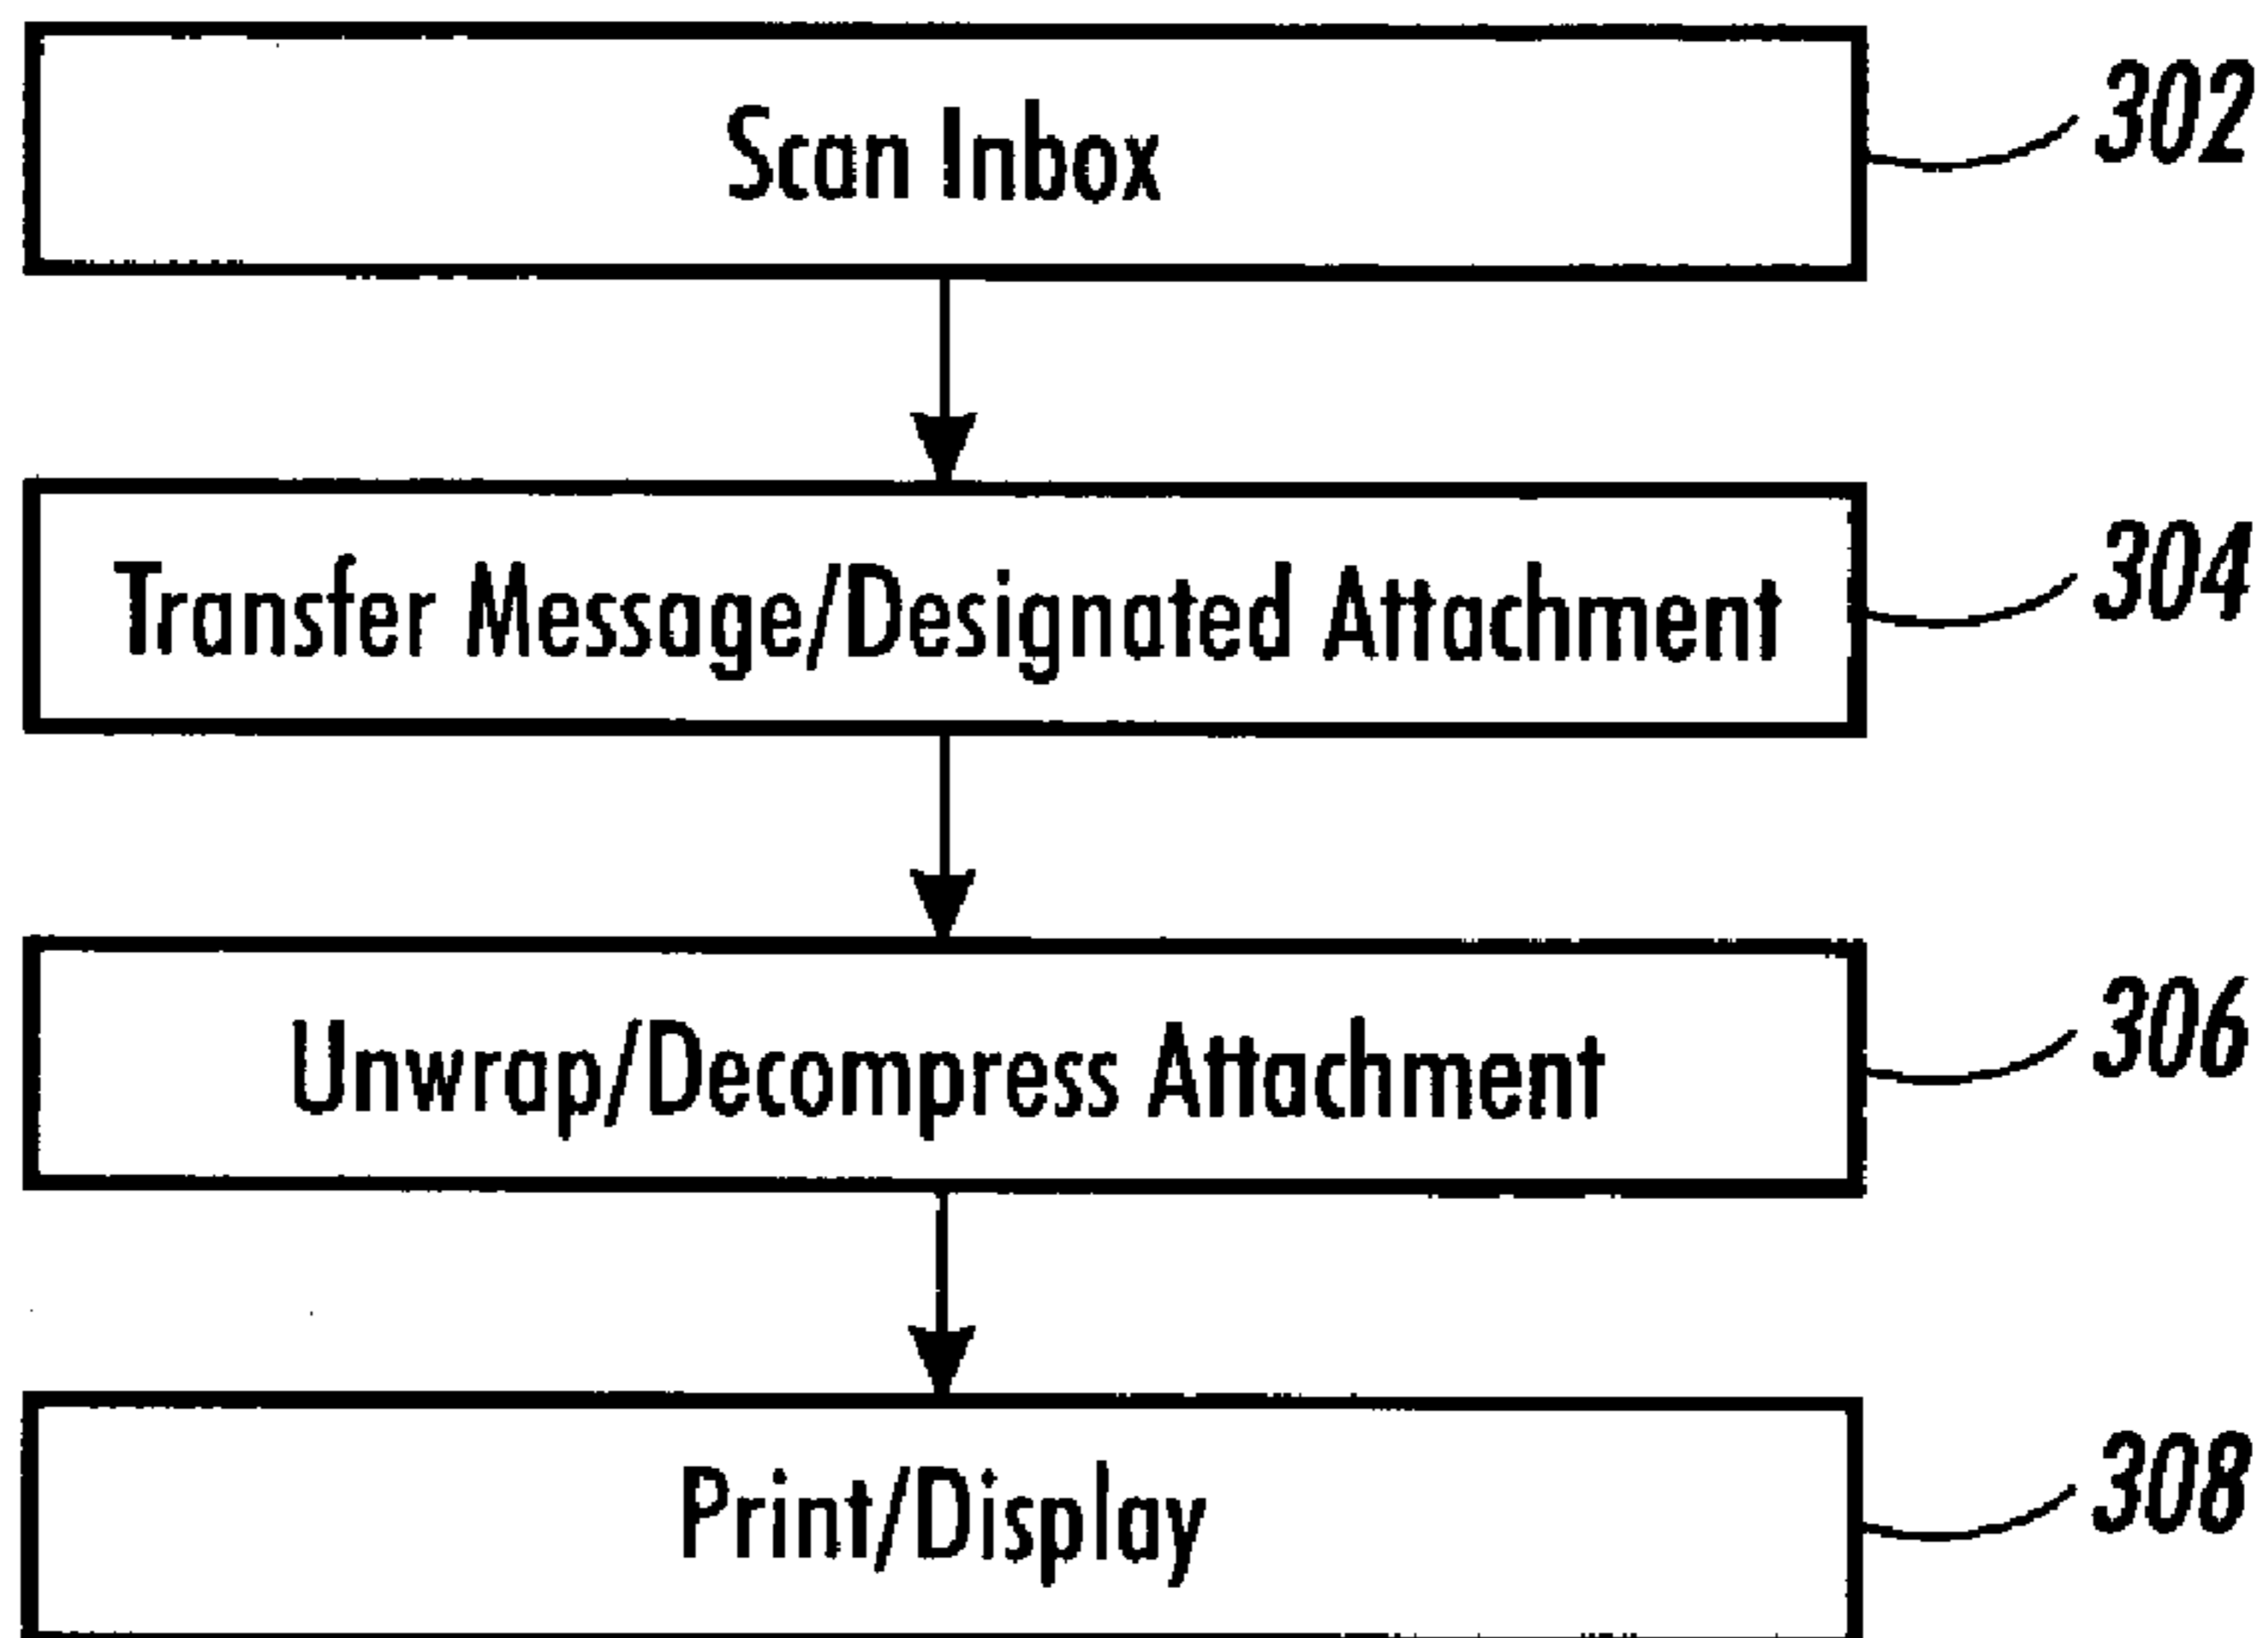 Scan Inbox
302
Transfer Message/Designated Attachment
304
Unwrap/Decompress Attachment
306
Print/Display
308